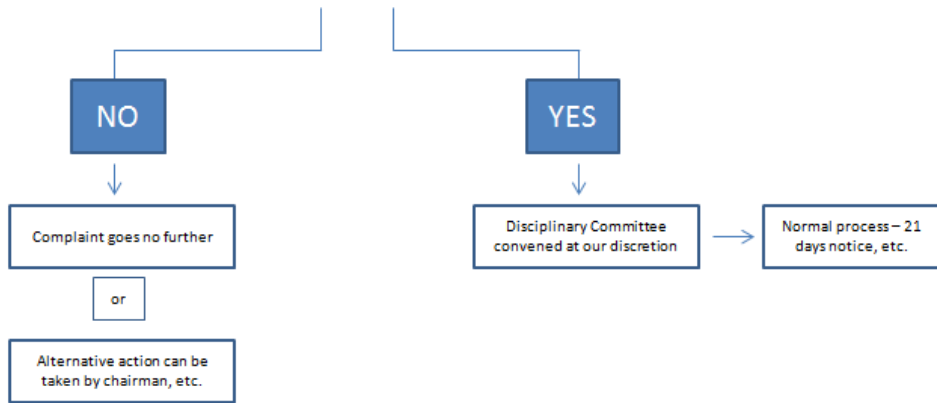 NO
YES
Complaint goes no further
Disciplinary Committee
convened at our discretion
Normal process – 21
days notice, etc.
or
Alternative action can be
taken by chairman, etc.